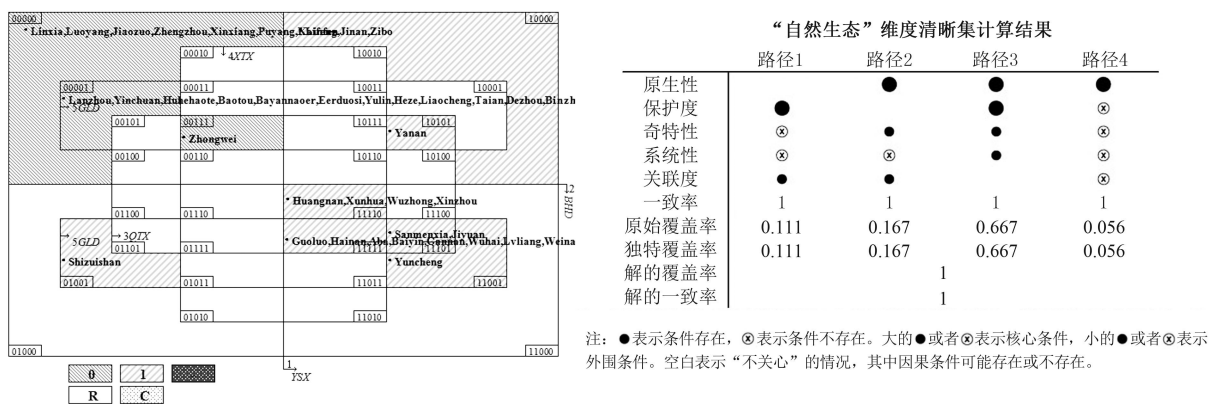 00000
10000
Linxia,Luoyang,Jiaozuo,Zhengzhou,Xinxiang,Puyang,
Jinan,Zibo
00010
4XTX
10010
00001
00011
10011
10001
Lanzhou,Yinchuan,Huhehaote,Baotou,Bayannaoer,Eerduosi,Yulin,Heze,Liaocheng,Taian,Dezhou,Binzh
5GLD
00101
00111
10111
10101
Zhongwei
Yanan
00100
00110
10110
10100
2
BHD
Huangnan,Xunhua,Wuzhong,Xinzhou
01100
01110
11110
11100
5GLD
3QTX
Sanmenxia,Jiyuan
Guoluo,Hainan,Aba,Baiyin,Gannan,Wuhai,Lvliang,Weina
01101
01111
11111
11101
Shizuishan
Yuncheng
01001
01011
11011
11001
01010
11010
01000
11000
1
YSX
0
1
R
C
“自然生态”维度清晰集计算结果
路径1 路径2 路径3 路径4
原生性 ● ● ●
保护度 ● ● ⊗
奇特性 ⊗ ● ● ⊗
系统性 ⊗ ⊗ ● ⊗
关联度 ● ● ⊗
一致率 1 1 1 1
原始覆盖率 0.111 0.167 0.667 0.056
独特覆盖率 0.111 0.167 0.667 0.056
解的覆盖率 1
解的一致率 1
注：●表示条件存在，⊗表示条件不存在。大的●或者⊗表示核心条件，小的●或者⊗表示
外围条件。空白表示“不关心”的情况，其中因果条件可能存在或不存在。